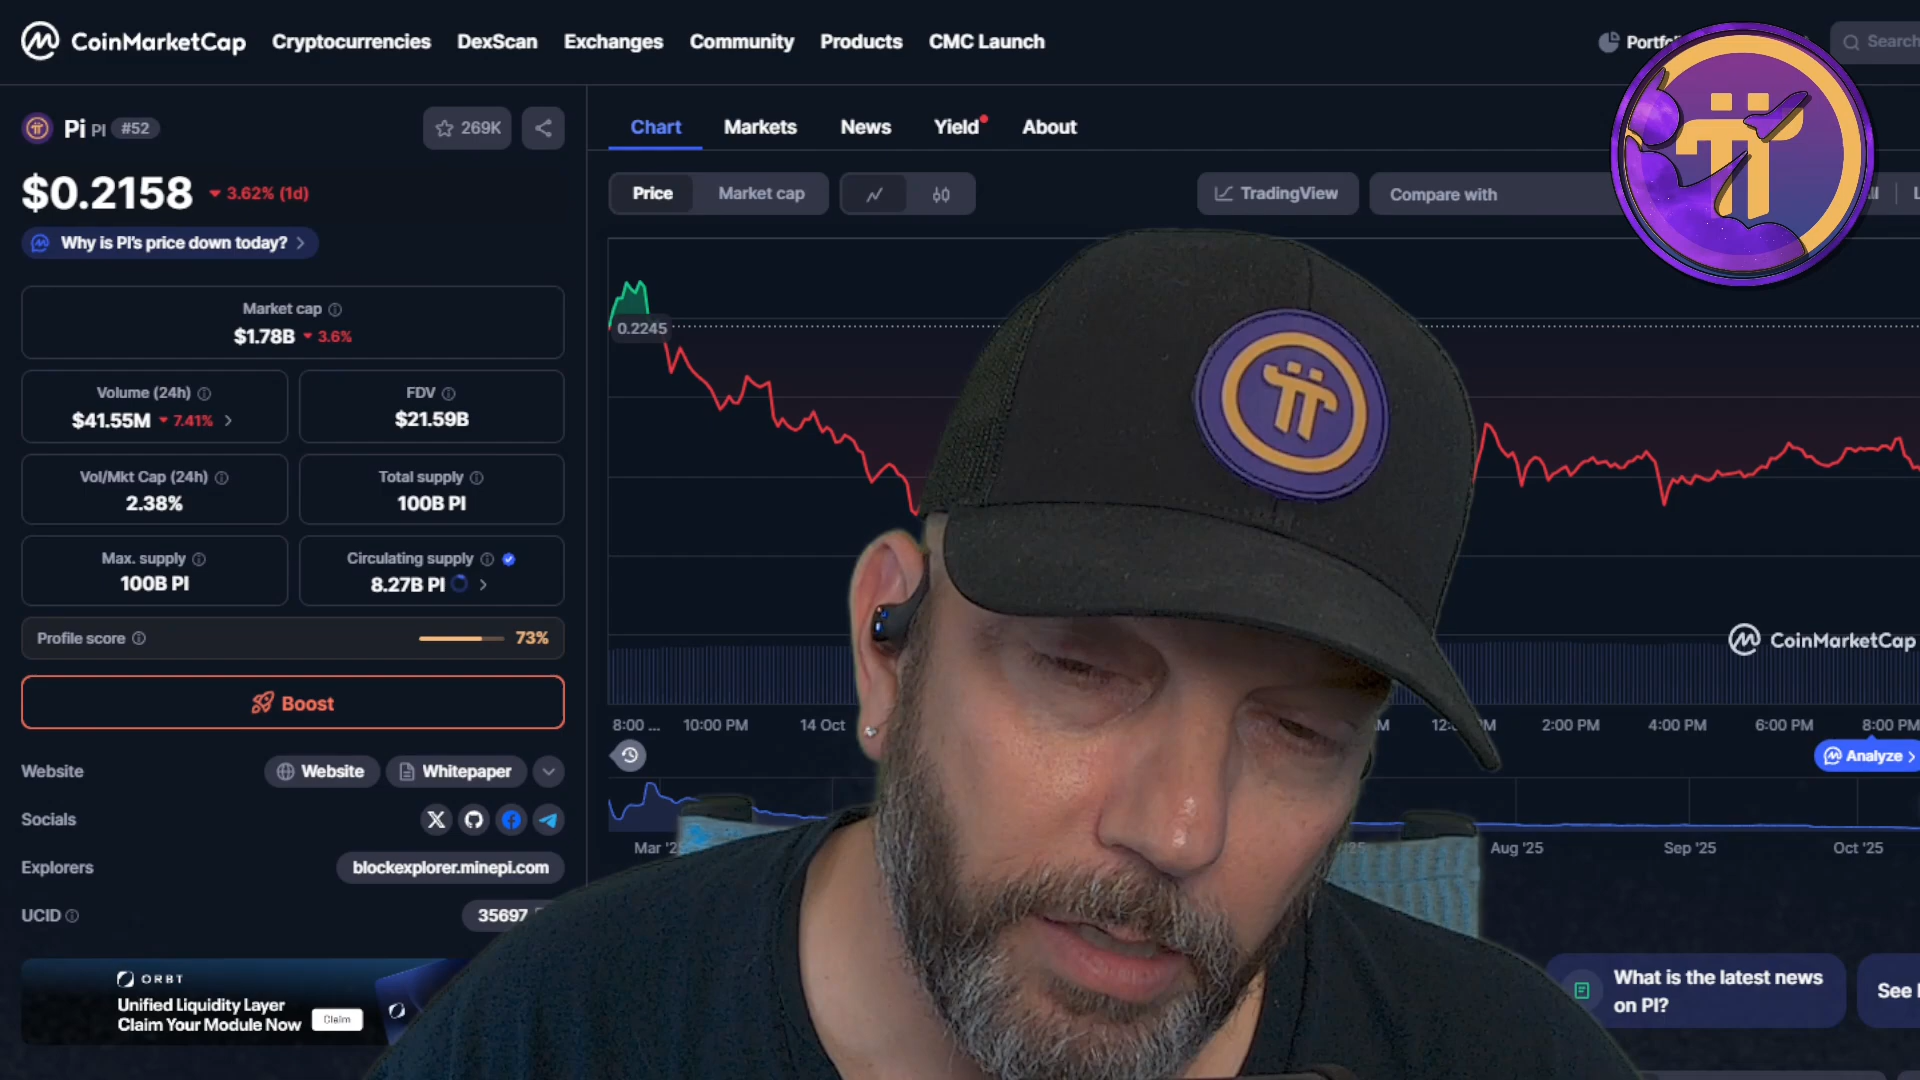 CoinMarketCap
Cryptocurrencies
DexScan
Exchanges
Community
Products
CMC Launch
Search
Pi PI #52
269K
$0.2158 3.62% (1d)
Why is PI's price down today?
Market cap
$1.78B 3.6%
Volume (24h)
$41.55M 7.41%
FDV
$21.59B
Vol/Mkt Cap (24h)
2.38%
Total supply
100B PI
Max. supply
100B PI
Circulating supply
8.27B PI
Profile score
73%
Boost
Website
Website
Whitepaper
Socials
Explorers
blockexplorer.minepi.com
UCID
35697
ORBT
Unified Liquidity Layer
Claim Your Module Now
Claim
Chart
Markets
News
Yield
About
Price
Market cap
TradingView
Compare with
0.2245
CoinMarketCap
8:00 ...
10:00 PM
14 Oct
2:00 PM
4:00 PM
6:00 PM
8:00 PM
Analyze
Aug '25
Sep '25
Oct '25
What is the latest news
on PI?
See